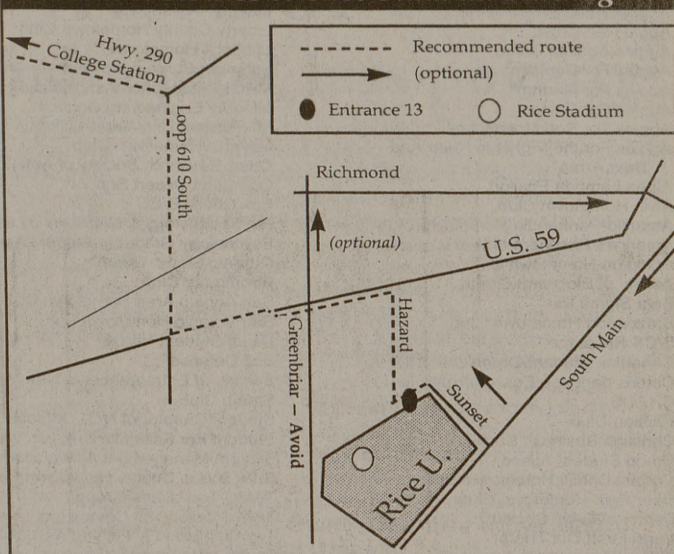 Hwy. 290
College Station
Recommended route
(optional)
Entrance 13
Rice Stadium
Loop 610 South
Richmond
(optional)
U.S. 59
Hazard
Greenbriar – Avoid
South Main
Sunset
Rice U.